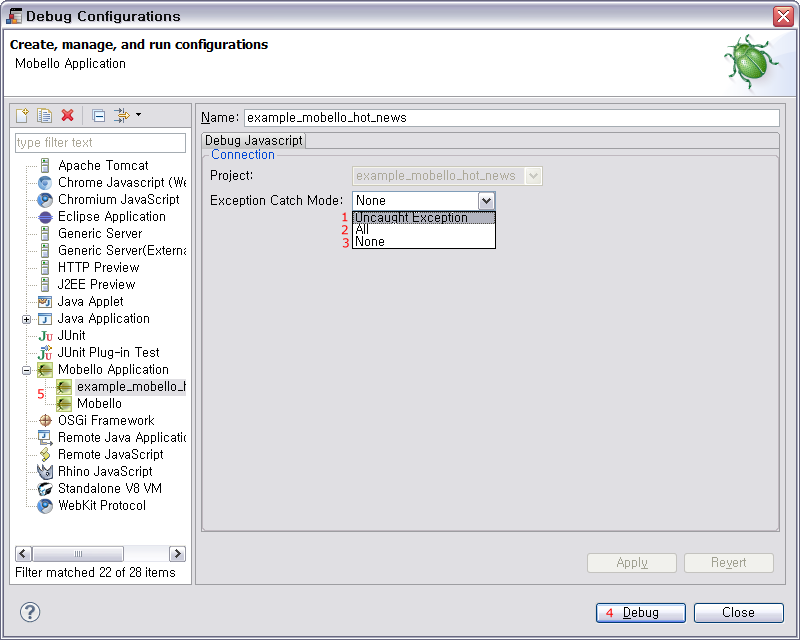 Debug Configurations
Create, manage, and run configurations
Mobello Application
type filter text
Apache Tomcat
Chrome Javascript (We
Chromium JavaScript
Eclipse Application
Generic Server
Generic Server(Externa
HTTP Preview
J2EE Preview
Java Applet
Java Application
JUnit
JUnit Plug-in Test
Mobello Application
5 example_mobello_h
Mobello
OSGi Framework
Remote Java Applicatio
Remote JavaScript
Rhino JavaScript
Standalone V8 VM
WebKit Protocol
Filter matched 22 of 28 items
Name: example_mobello_hot_news
Debug Javascript
Connection
Project: example_mobello_hot_news
Exception Catch Mode: None
1 Uncaught Exception
2 All
3 None
Apply Revert
4 Debug Close